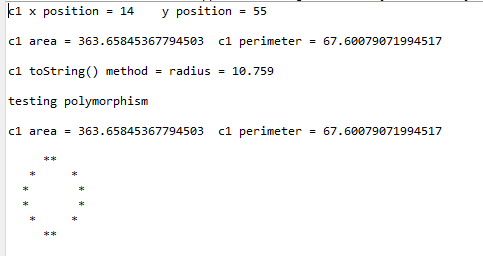 c1 x position = 14    y position = 55
c1 area = 363.65845367794503  c1 perimeter = 67.60079071994517
c1 toString() method = radius = 10.759
testing polymorphism
c1 area = 363.65845367794503  c1 perimeter = 67.60079071994517
     **
   *     *
  *       *
  *       *
   *     *
     **